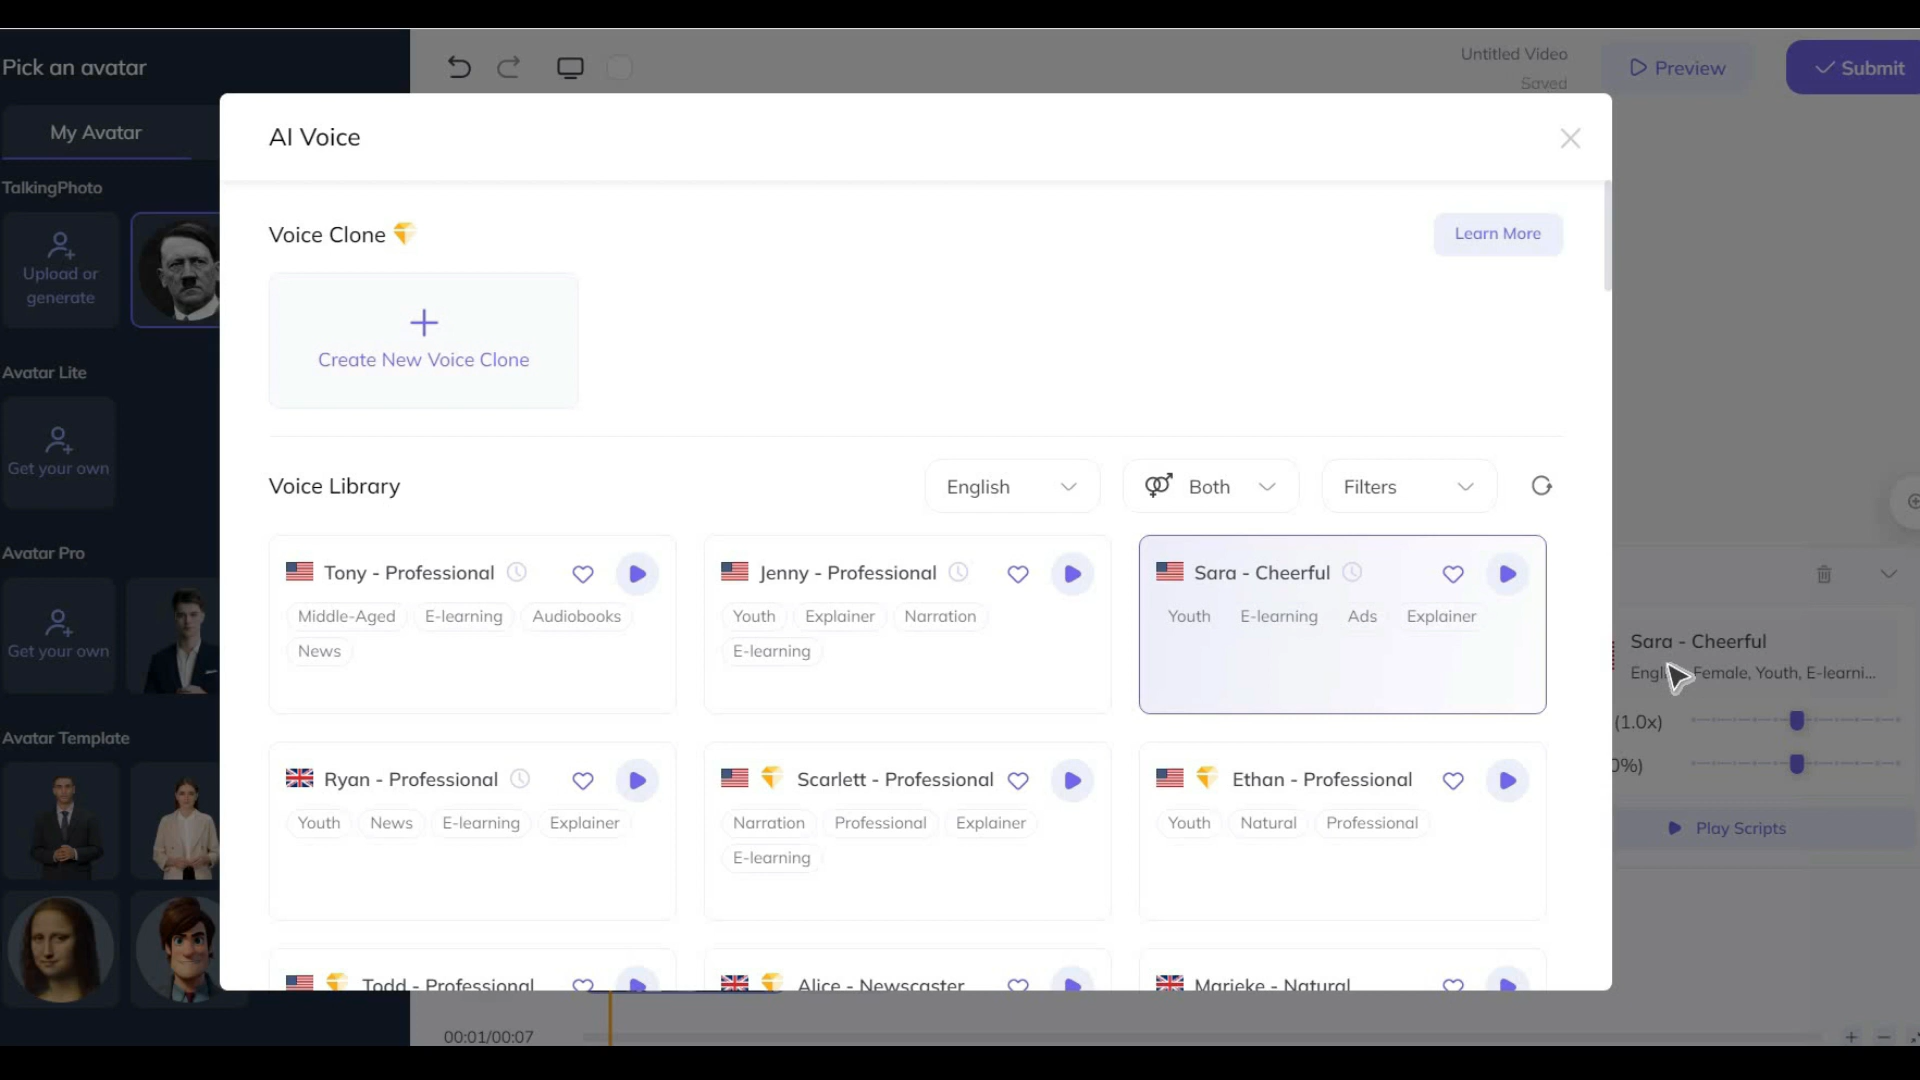 Pick an avatar
Untitled Video
Saved
Preview
Submit
My Avatar
AI Voice
TalkingPhoto
Upload or
generate
Voice Clone
Learn More
Create New Voice Clone
Avatar Lite
Get your own
Voice Library
English
Both
Filters
Avatar Pro
Get your own
Tony - Professional
Middle-Aged
E-learning
Audiobooks
News
Jenny - Professional
Youth
Explainer
Narration
E-learning
Sara - Cheerful
Youth
E-learning
Ads
Explainer
Sara - Cheerful
Female, Youth, E-learni...
(1.0x)
0%)
Play Scripts
Avatar Template
Ryan - Professional
Youth
News
E-learning
Explainer
Scarlett - Professional
Narration
Professional
Explainer
E-learning
Ethan - Professional
Youth
Natural
Professional
Todd - Professional
Alice - Newscaster
Marieke - Natural
00:01/00:07